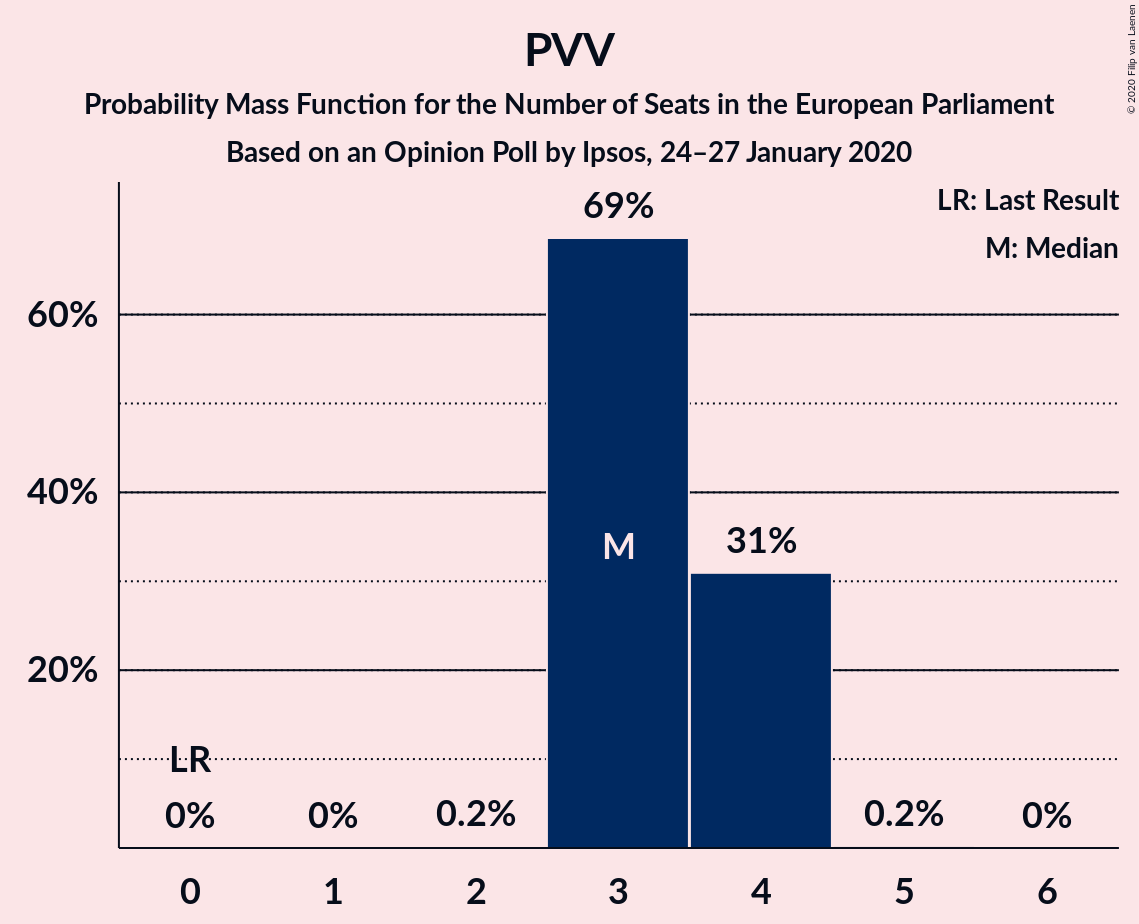 PVV
Probability Mass Function for the Number of Seats in the European Parliament
Based on an Opinion Poll by Ipsos, 24–27 January 2020
© 2020 Filip van Laenen
LR: Last Result
M: Median
69%
60%
40%
31%
M
20%
LR
0%
0%
0.2%
0.2%
0%
0 1 2 3 4 5 6